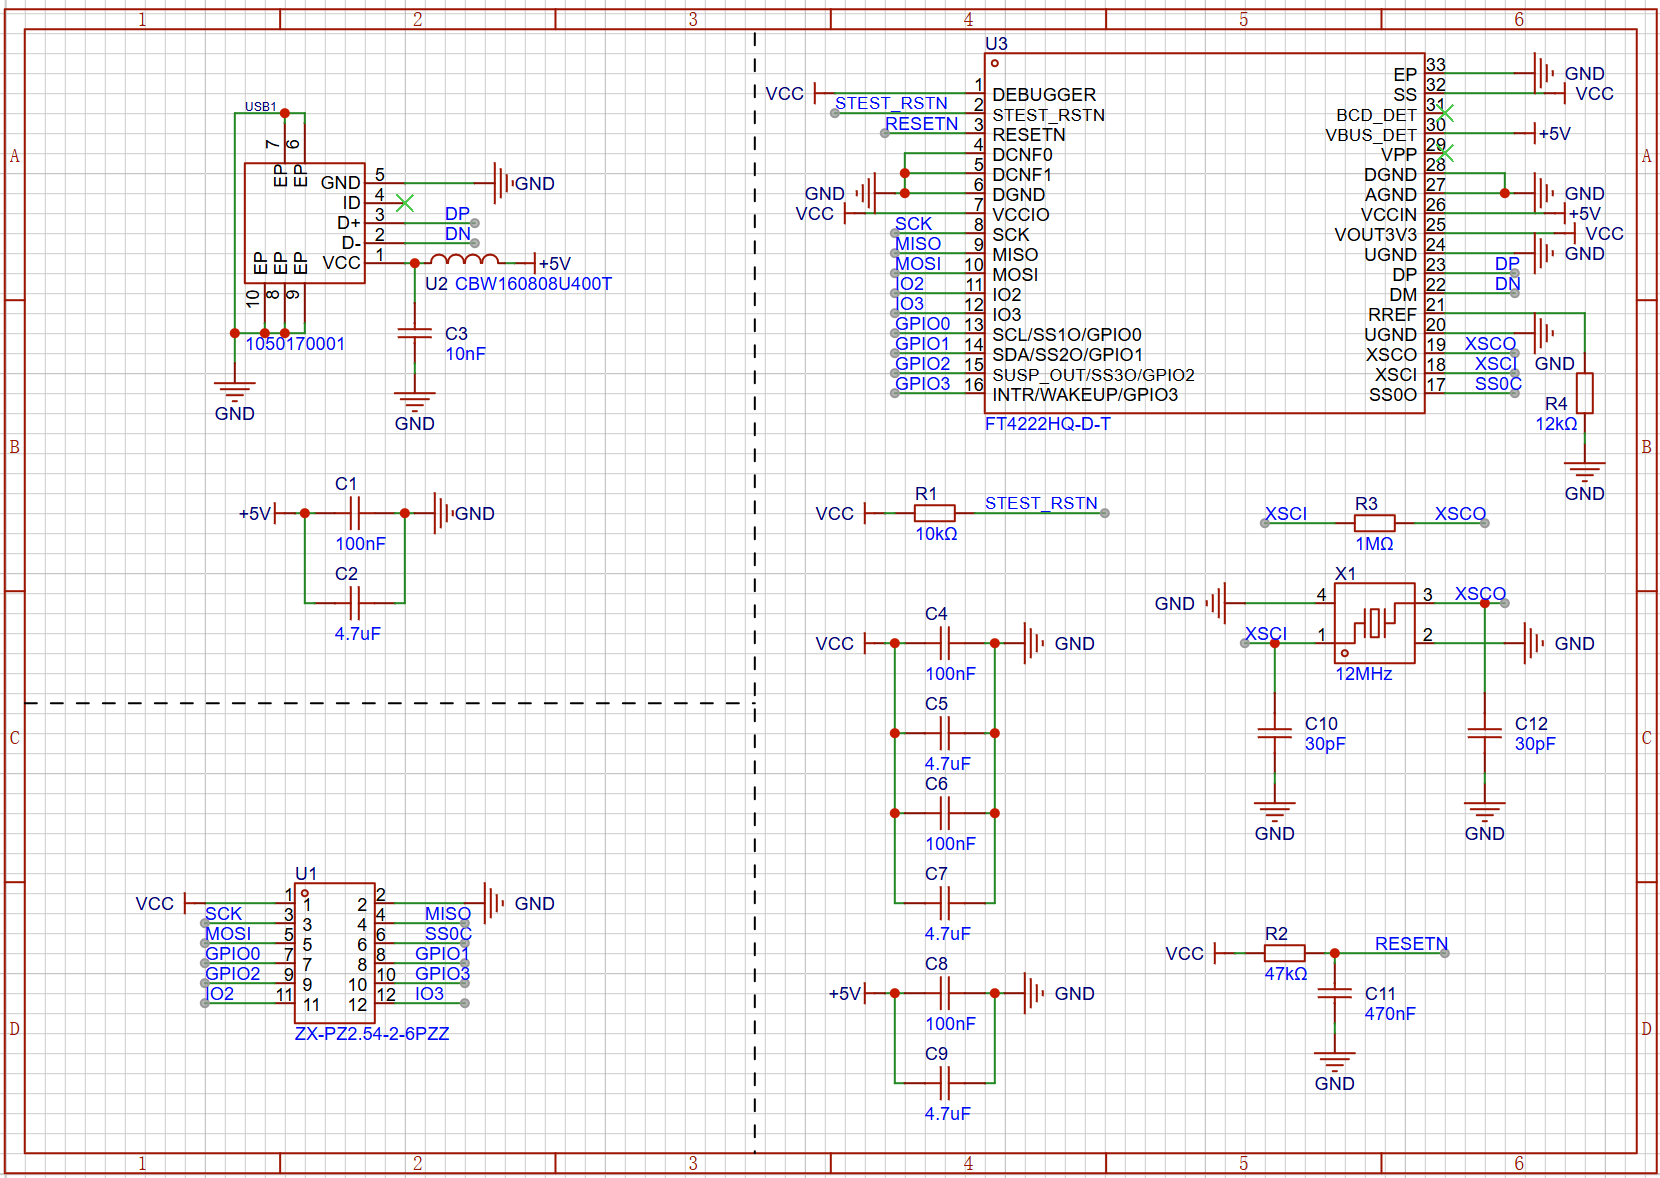 1 2 3 4 5 6
A
B
C
D
USB1
7
6
EP
EP
GND 5 GND
ID 4
D+ 3 DP
D- 2 DN
VCC 1 +5V
EP
EP
EP
10
8
9
U2 CBW160808U400T
1050170001
C3
10nF
GND
GND
C1
+5V GND
100nF
C2
4.7uF
U1
VCC 1 1 2 2 GND
SCK 3 3 4 4 MISO
MOSI 5 5 6 6 SS0C
GPIO0 7 7 8 8 GPIO1
GPIO2 9 9 10 10 GPIO3
IO2 11 11 12 12 IO3
ZX-PZ2.54-2-6PZZ
U3
VCC 1 DEBUGGER
STEST_RSTN 2 STEST_RSTN
RESETN 3 RESETN
4 DCNF0
5 DCNF1
GND 6 DGND
VCC 7 VCCIO
SCK 8 SCK
MISO 9 MISO
MOSI 10 MOSI
IO2 11 IO2
IO3 12 IO3
GPIO0 13 SCL/SS1O/GPIO0
GPIO1 14 SDA/SS2O/GPIO1
GPIO2 15 SUSP_OUT/SS3O/GPIO2
GPIO3 16 INTR/WAKEUP/GPIO3
EP 33 GND
SS 32 VCC
BCD_DET 31
VBUS_DET 30 +5V
VPP 29
DGND 28
AGND 27 GND
VCCIN 26 +5V
VOUT3V3 25 VCC
UGND 24 GND
DP 23 DP
DM 22 DN
RREF 21
UGND 20 GND
XSCO 19 XSCO
XSCI 18 XSCI
SS0O 17 SS0C
FT4222HQ-D-T
R4
12kΩ
GND
R1
VCC STEST_RSTN
10kΩ
R3
XSCI XSCO
1MΩ
X1
GND 4 3 XSCO
XSCI 1 2 GND
12MHz
C10
30pF
GND
C12
30pF
GND
C4
VCC GND
100nF
C5
4.7uF
C6
100nF
C7
4.7uF
C8
+5V GND
100nF
C9
4.7uF
R2
VCC RESETN
47kΩ
C11
470nF
GND
A
B
C
D
1 2 3 4 5 6